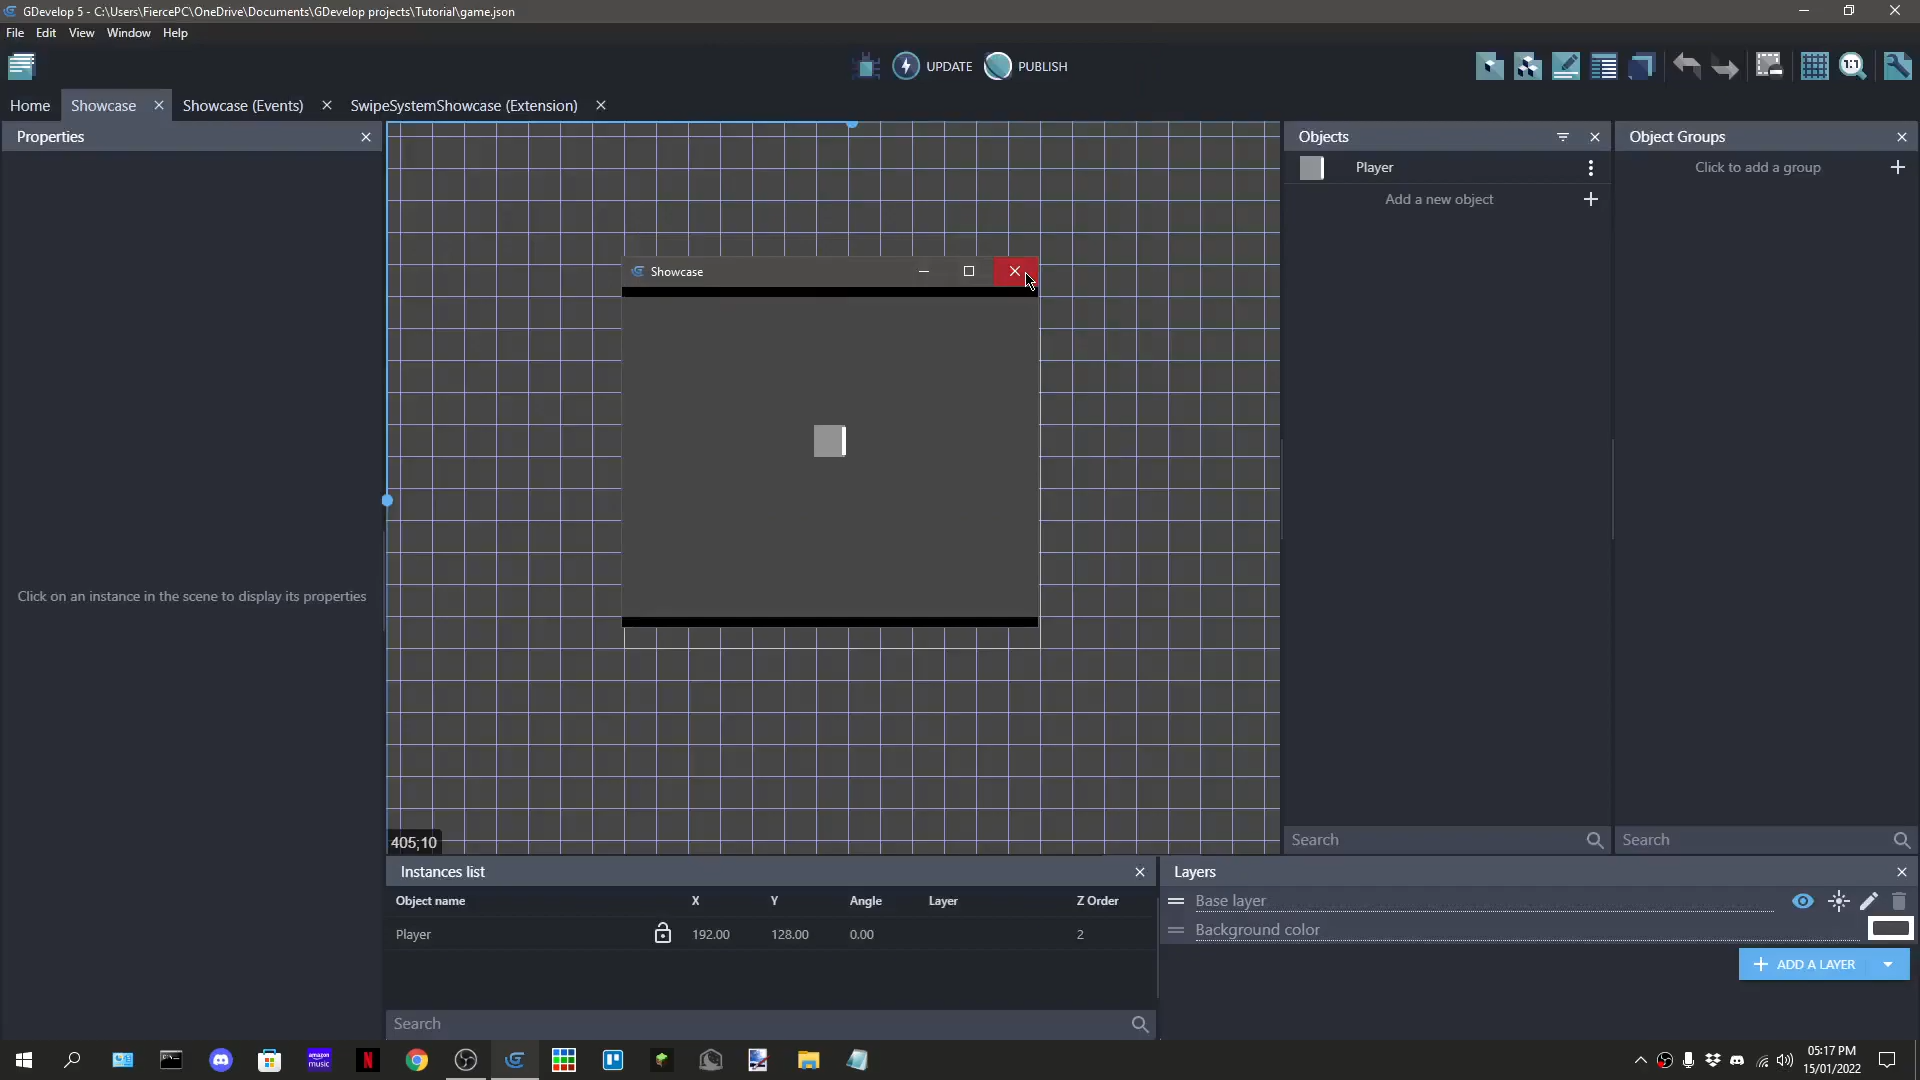 GDevelop 5 - C:\Users\FiercePC\OneDrive\Documents\GDevelop projects\Tutorial\game.json
File Edit View Window Help
UPDATE PUBLISH
1:1
Home Showcase Showcase (Events) SwipeSystemShowcase (Extension)
Properties
Objects
Object Groups
Player
Click to add a group
Add a new object
Showcase
Click on an instance in the scene to display its properties
405;10
Search
Search
Instances list
Layers
Object name X Y Angle Layer Z Order
Base layer
Player 192.00 128.00 0.00 2
Background color
ADD A LAYER
Search
amazon music
N
05:17 PM
15/01/2022